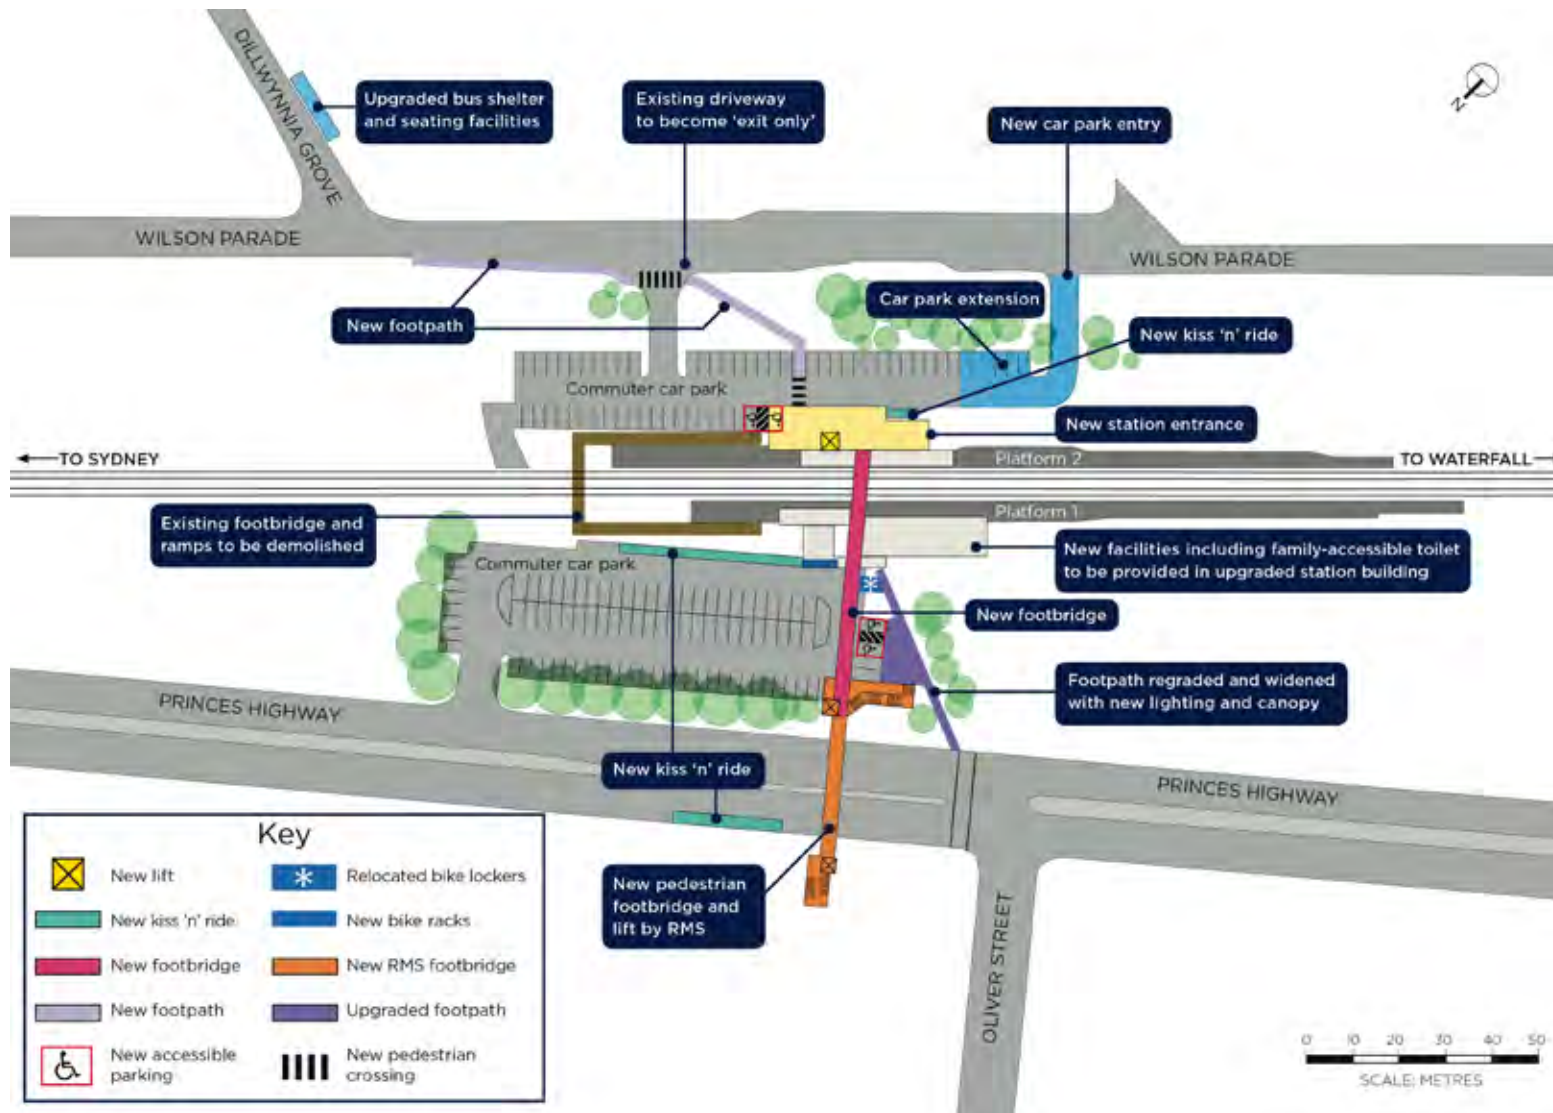 DILLWYNNIA GROVE
Upgraded bus shelter
and seating facilities
Existing driveway
to become 'exit only'
New car park entry
N
WILSON PARADE
WILSON PARADE
New footpath
Car park extension
New kiss 'n' ride
Commuter car park
New station entrance
TO SYDNEY
Platform 2
TO WATERFALL
Existing footbridge and
ramps to be demolished
Platform 1
New facilities including family-accessible toilet
to be provided in upgraded station building
Commuter car park
New footbridge
Footpath regraded and widened
with new lighting and canopy
PRINCES HIGHWAY
New kiss 'n' ride
PRINCES HIGHWAY
New pedestrian
footbridge and
lift by RMS
OLIVER STREET
Key
New lift
Relocated bike lockers
New kiss 'n' ride
New bike racks
New footbridge
New RMS footbridge
New footpath
Upgraded footpath
New accessible
parking
New pedestrian
crossing
0 10 20 30 40 50
SCALE: METRES